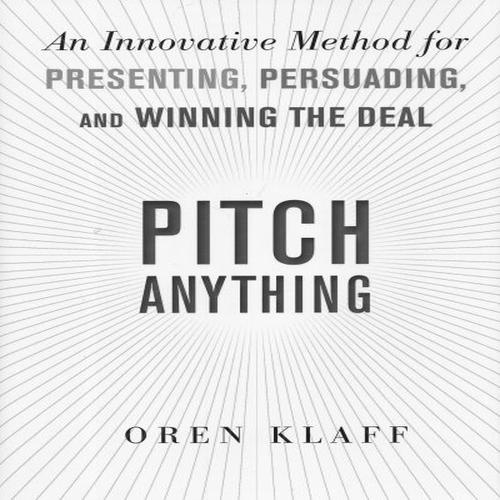 An Innovative Method for
PRESENTING, PERSUADING,
AND WINNING THE DEAL
PITCH
ANYTHING
OREN KLAFF